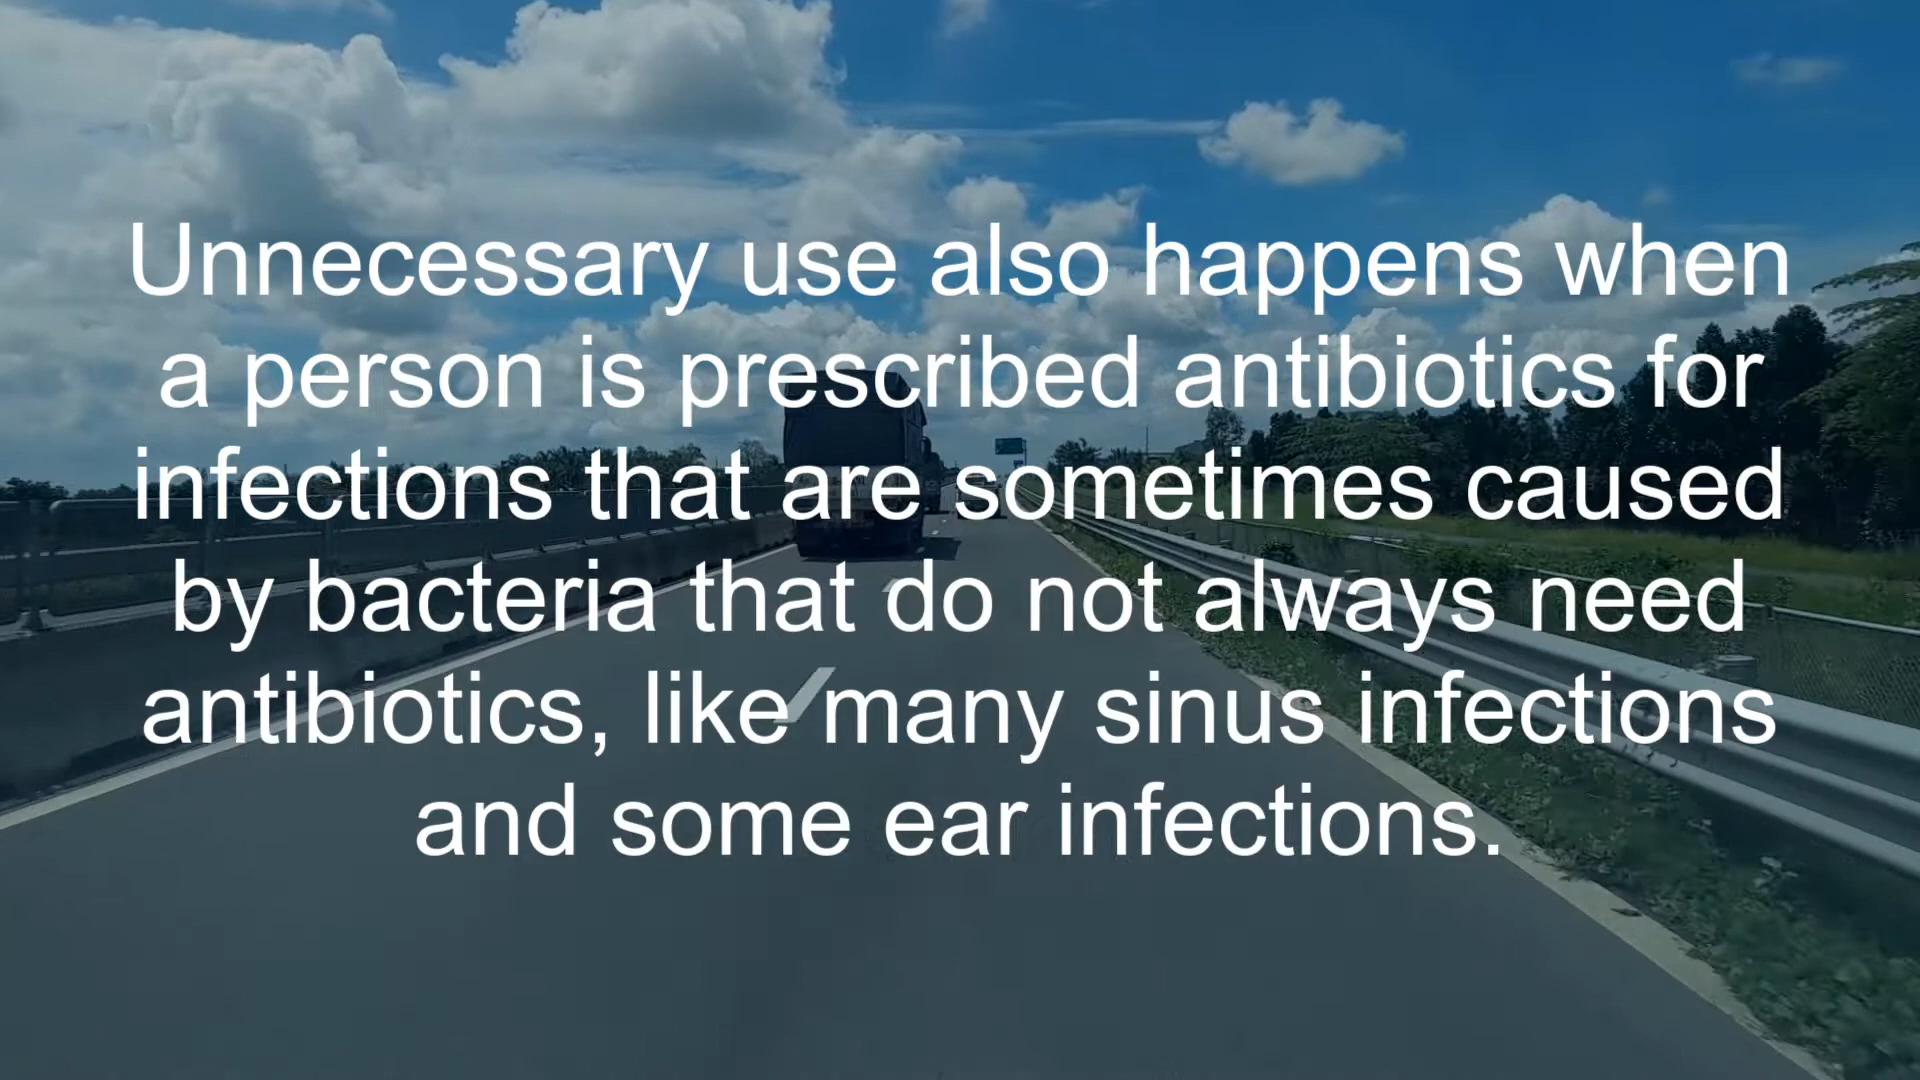 Unnecessary use also happens when
a person is prescribed antibiotics for
infections that are sometimes caused
by bacteria that do not always need
antibiotics, like many sinus infections
and some ear infections.